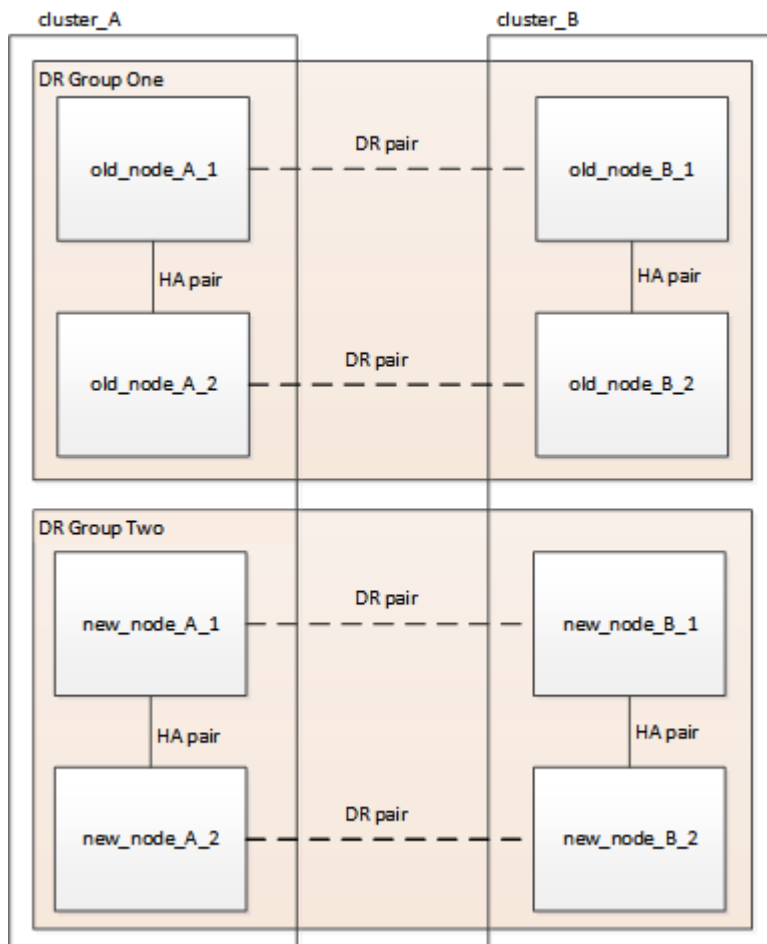 cluster_A
cluster_B
DR Group One
old_node_A_1
DR pair
old_node_B_1
HA pair
HA pair
old_node_A_2
DR pair
old_node_B_2
DR Group Two
new_node_A_1
DR pair
new_node_B_1
HA pair
HA pair
new_node_A_2
DR pair
new_node_B_2